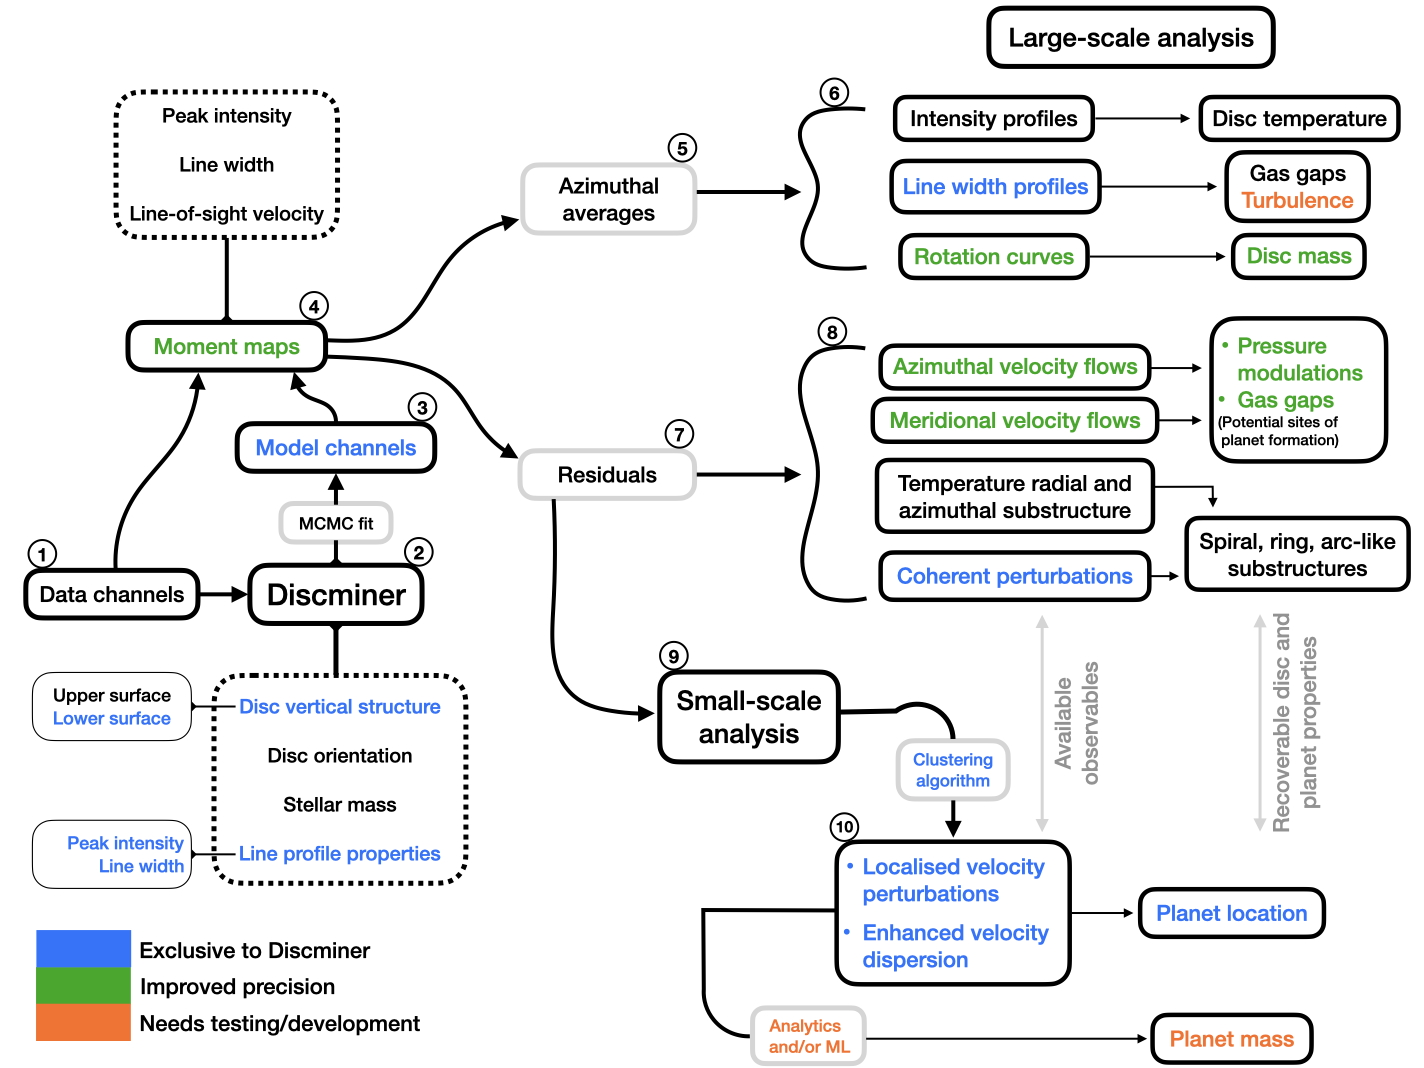 Large-scale analysis
Peak intensity
Line width
Line-of-sight velocity
4
Moment maps
3
Model channels
MCMC fit
1
Data channels
2
Discminer
Upper surface
Lower surface
Disc vertical structure
Disc orientation
Stellar mass
Peak intensity
Line width
Line profile properties
5
Azimuthal
averages
6
Intensity profiles
Disc temperature
Line width profiles
Gas gaps
Turbulence
Rotation curves
Disc mass
7
Residuals
8
Azimuthal velocity flows
Meridional velocity flows
• Pressure
modulations
• Gas gaps
(Potential sites of
planet formation)
Temperature radial and
azimuthal substructure
Coherent perturbations
Spiral, ring, arc-like
substructures
9
Small-scale
analysis
Clustering
algorithm
Available
observables
Recoverable disc and
planet properties
10
• Localised velocity
perturbations
• Enhanced velocity
dispersion
Planet location
Analytics
and/or ML
Planet mass
Exclusive to Discminer
Improved precision
Needs testing/development